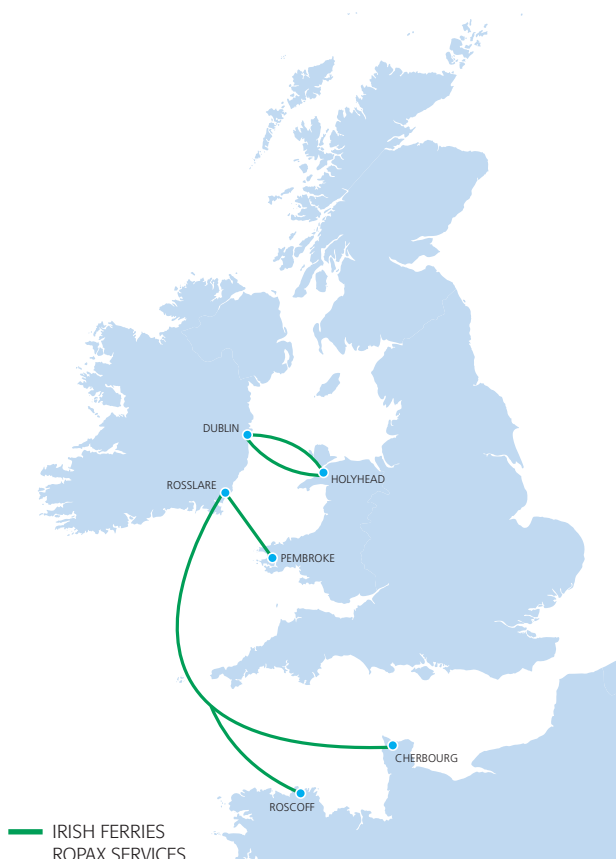 DUBLIN
HOLYHEAD
ROSSLARE
PEMBROKE
CHERBOURG
ROSCOFF
IRISH FERRIES
ROPAX SERVICES